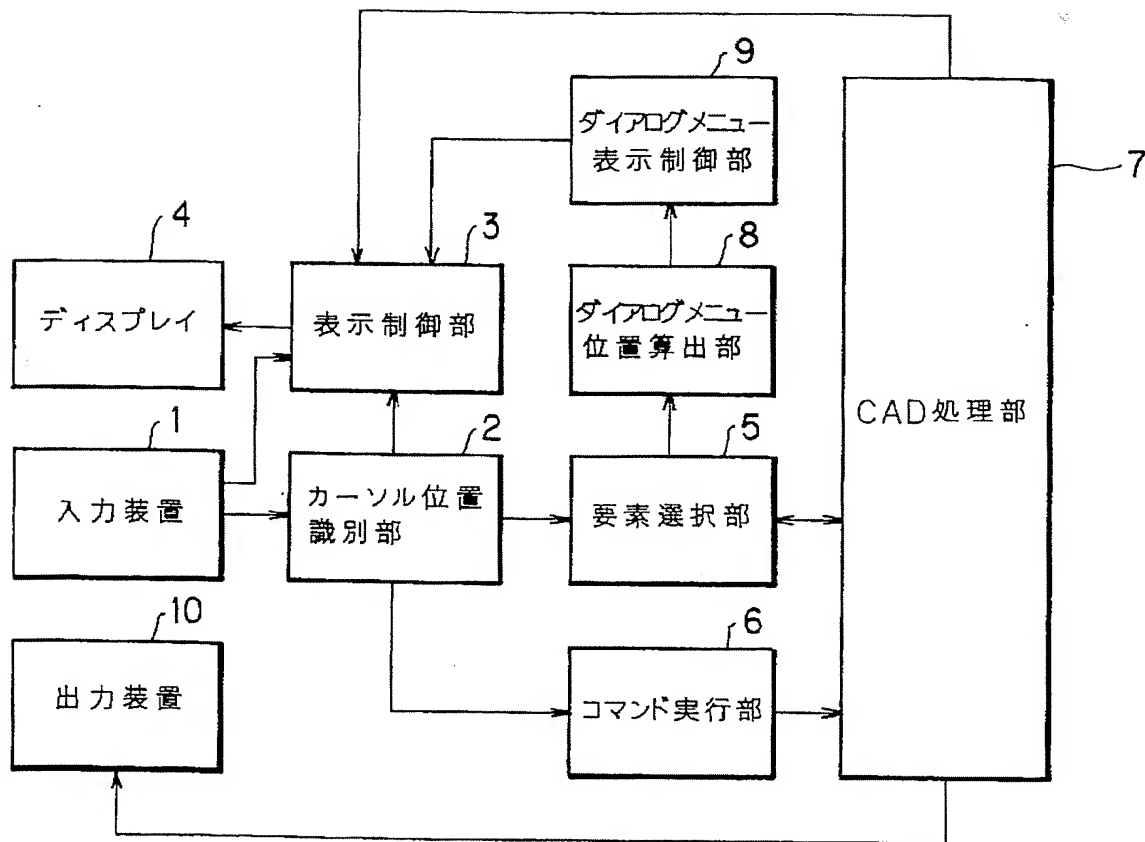 9
ダイアログメニュー
表示制御部
7
4
ディスプレイ
3
表示制御部
8
ダイアログメニュー
位置算出部
CAD処理部
1
入力装置
2
カーソル位置
識別部
5
要素選択部
10
出力装置
6
コマンド実行部